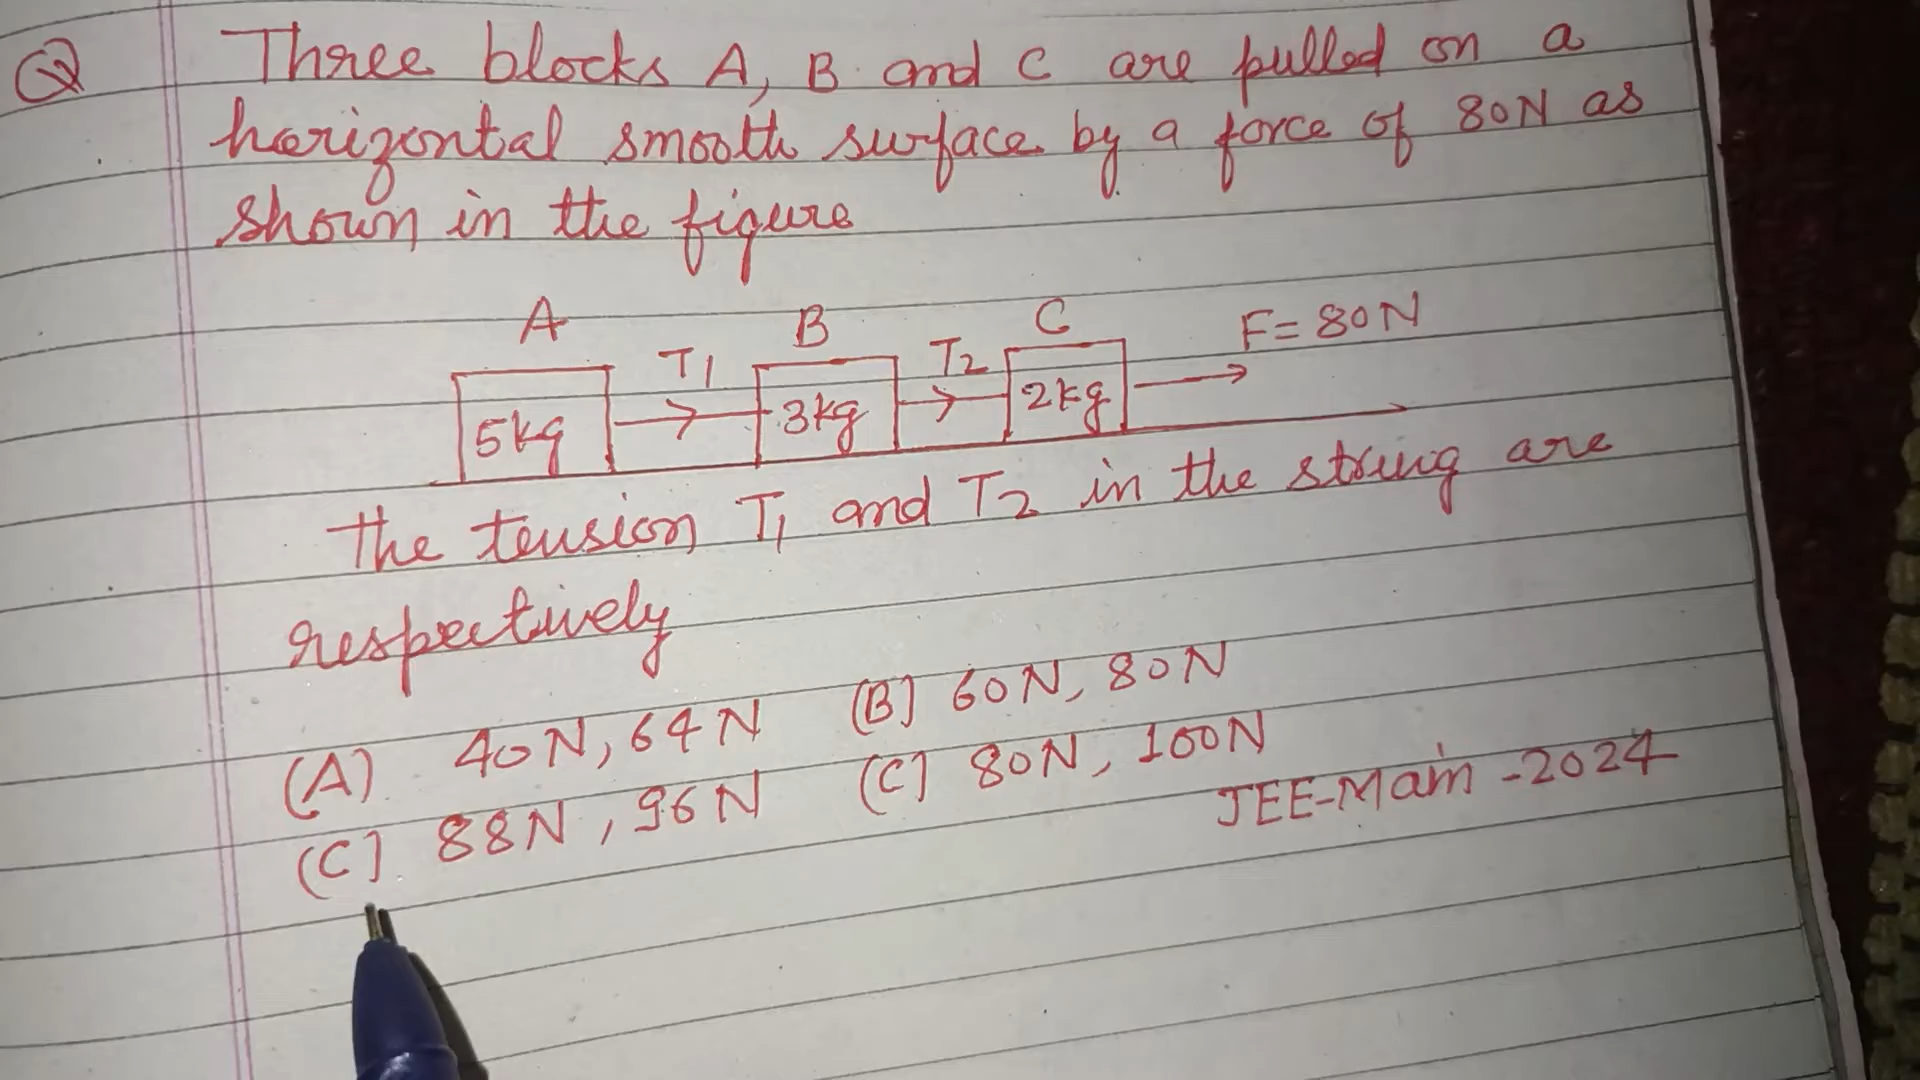 Q Three blocks A, B and C are pulled on a
horizontal smooth surface by a force of 80N as
shown in the figure
A B C F = 80N
T1 T2
5kg 3kg 2kg
the tension T1 and T2 in the string are
respectively
(A) 40N, 64N (B) 60N, 80N
(C) 88N, 96N (C) 80N, 100N
JEE-Main - 2024